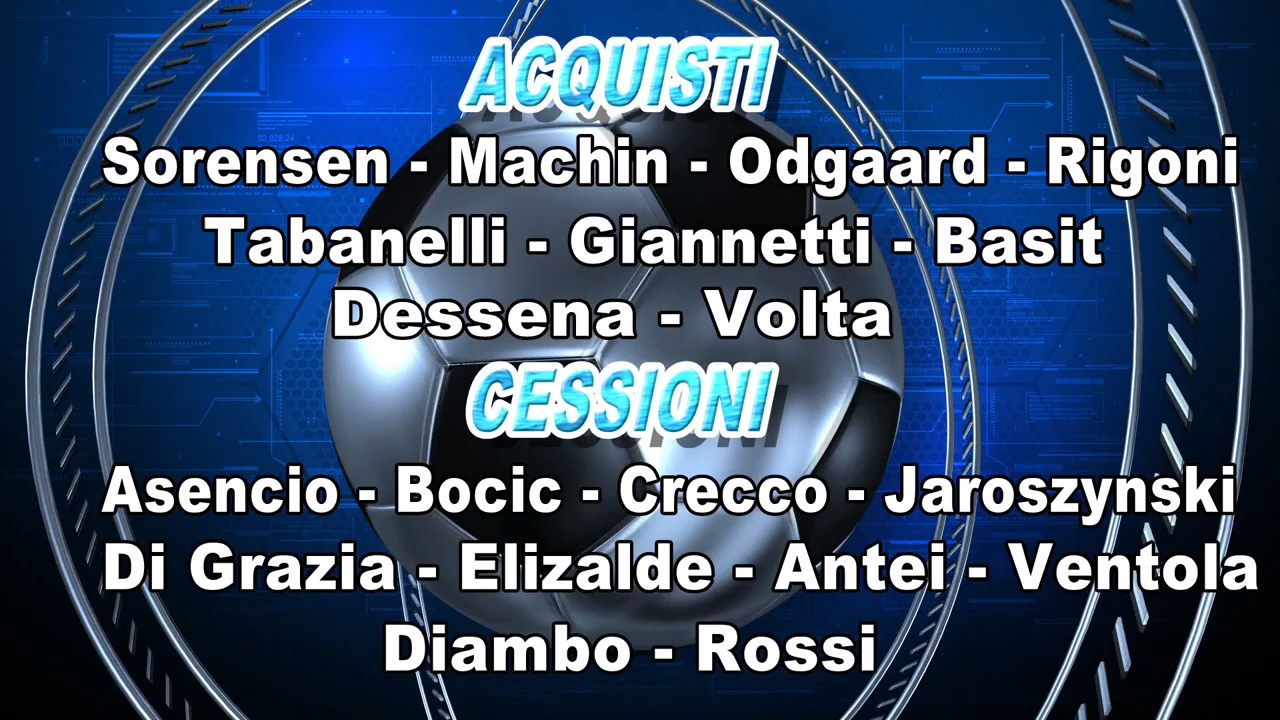 ACQUISTI
Sorensen - Machin - Odgaard - Rigoni
Tabanelli - Giannetti - Basit
Dessena - Volta
CESSIONI
Asencio - Bocic - Crecco - Jaroszynski
Di Grazia - Elizalde - Antei - Ventola
Diambo - Rossi